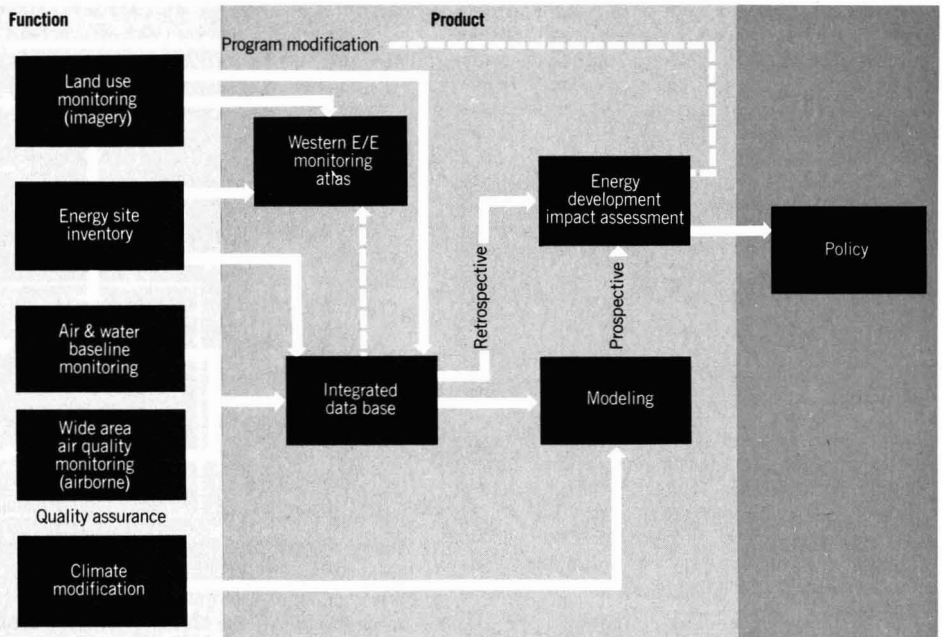 Function
Product
Program modification
Land use
monitoring
(imagery)
Western E/E
monitoring
atlas
Energy
development
impact assessment
Energy site
inventory
Policy
Retrospective
Prospective
Air & water
baseline
monitoring
Integrated
data base
Modeling
Wide area
air quality
monitoring
(airborne)
Quality assurance
Climate
modification